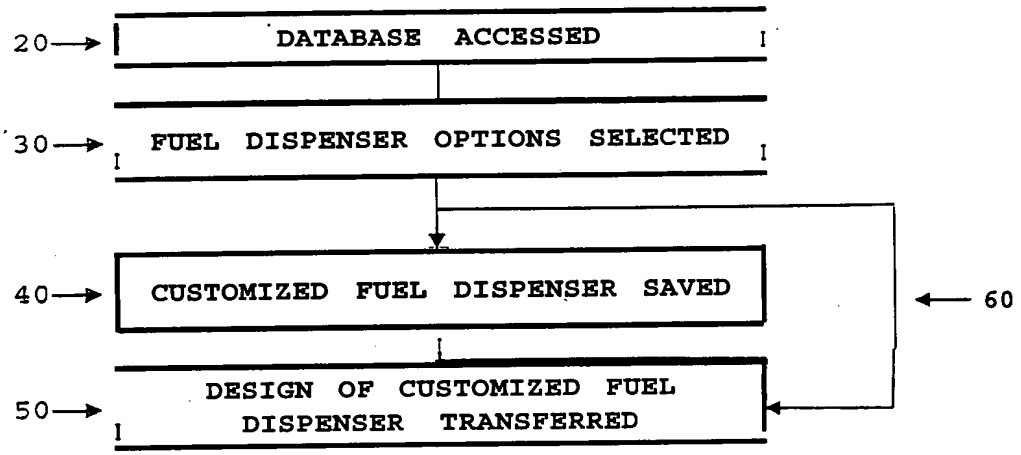 20
DATABASE ACCESSED
30
FUEL DISPENSER OPTIONS SELECTED
40
CUSTOMIZED FUEL DISPENSER SAVED
60
50
DESIGN OF CUSTOMIZED FUEL
DISPENSER TRANSFERRED